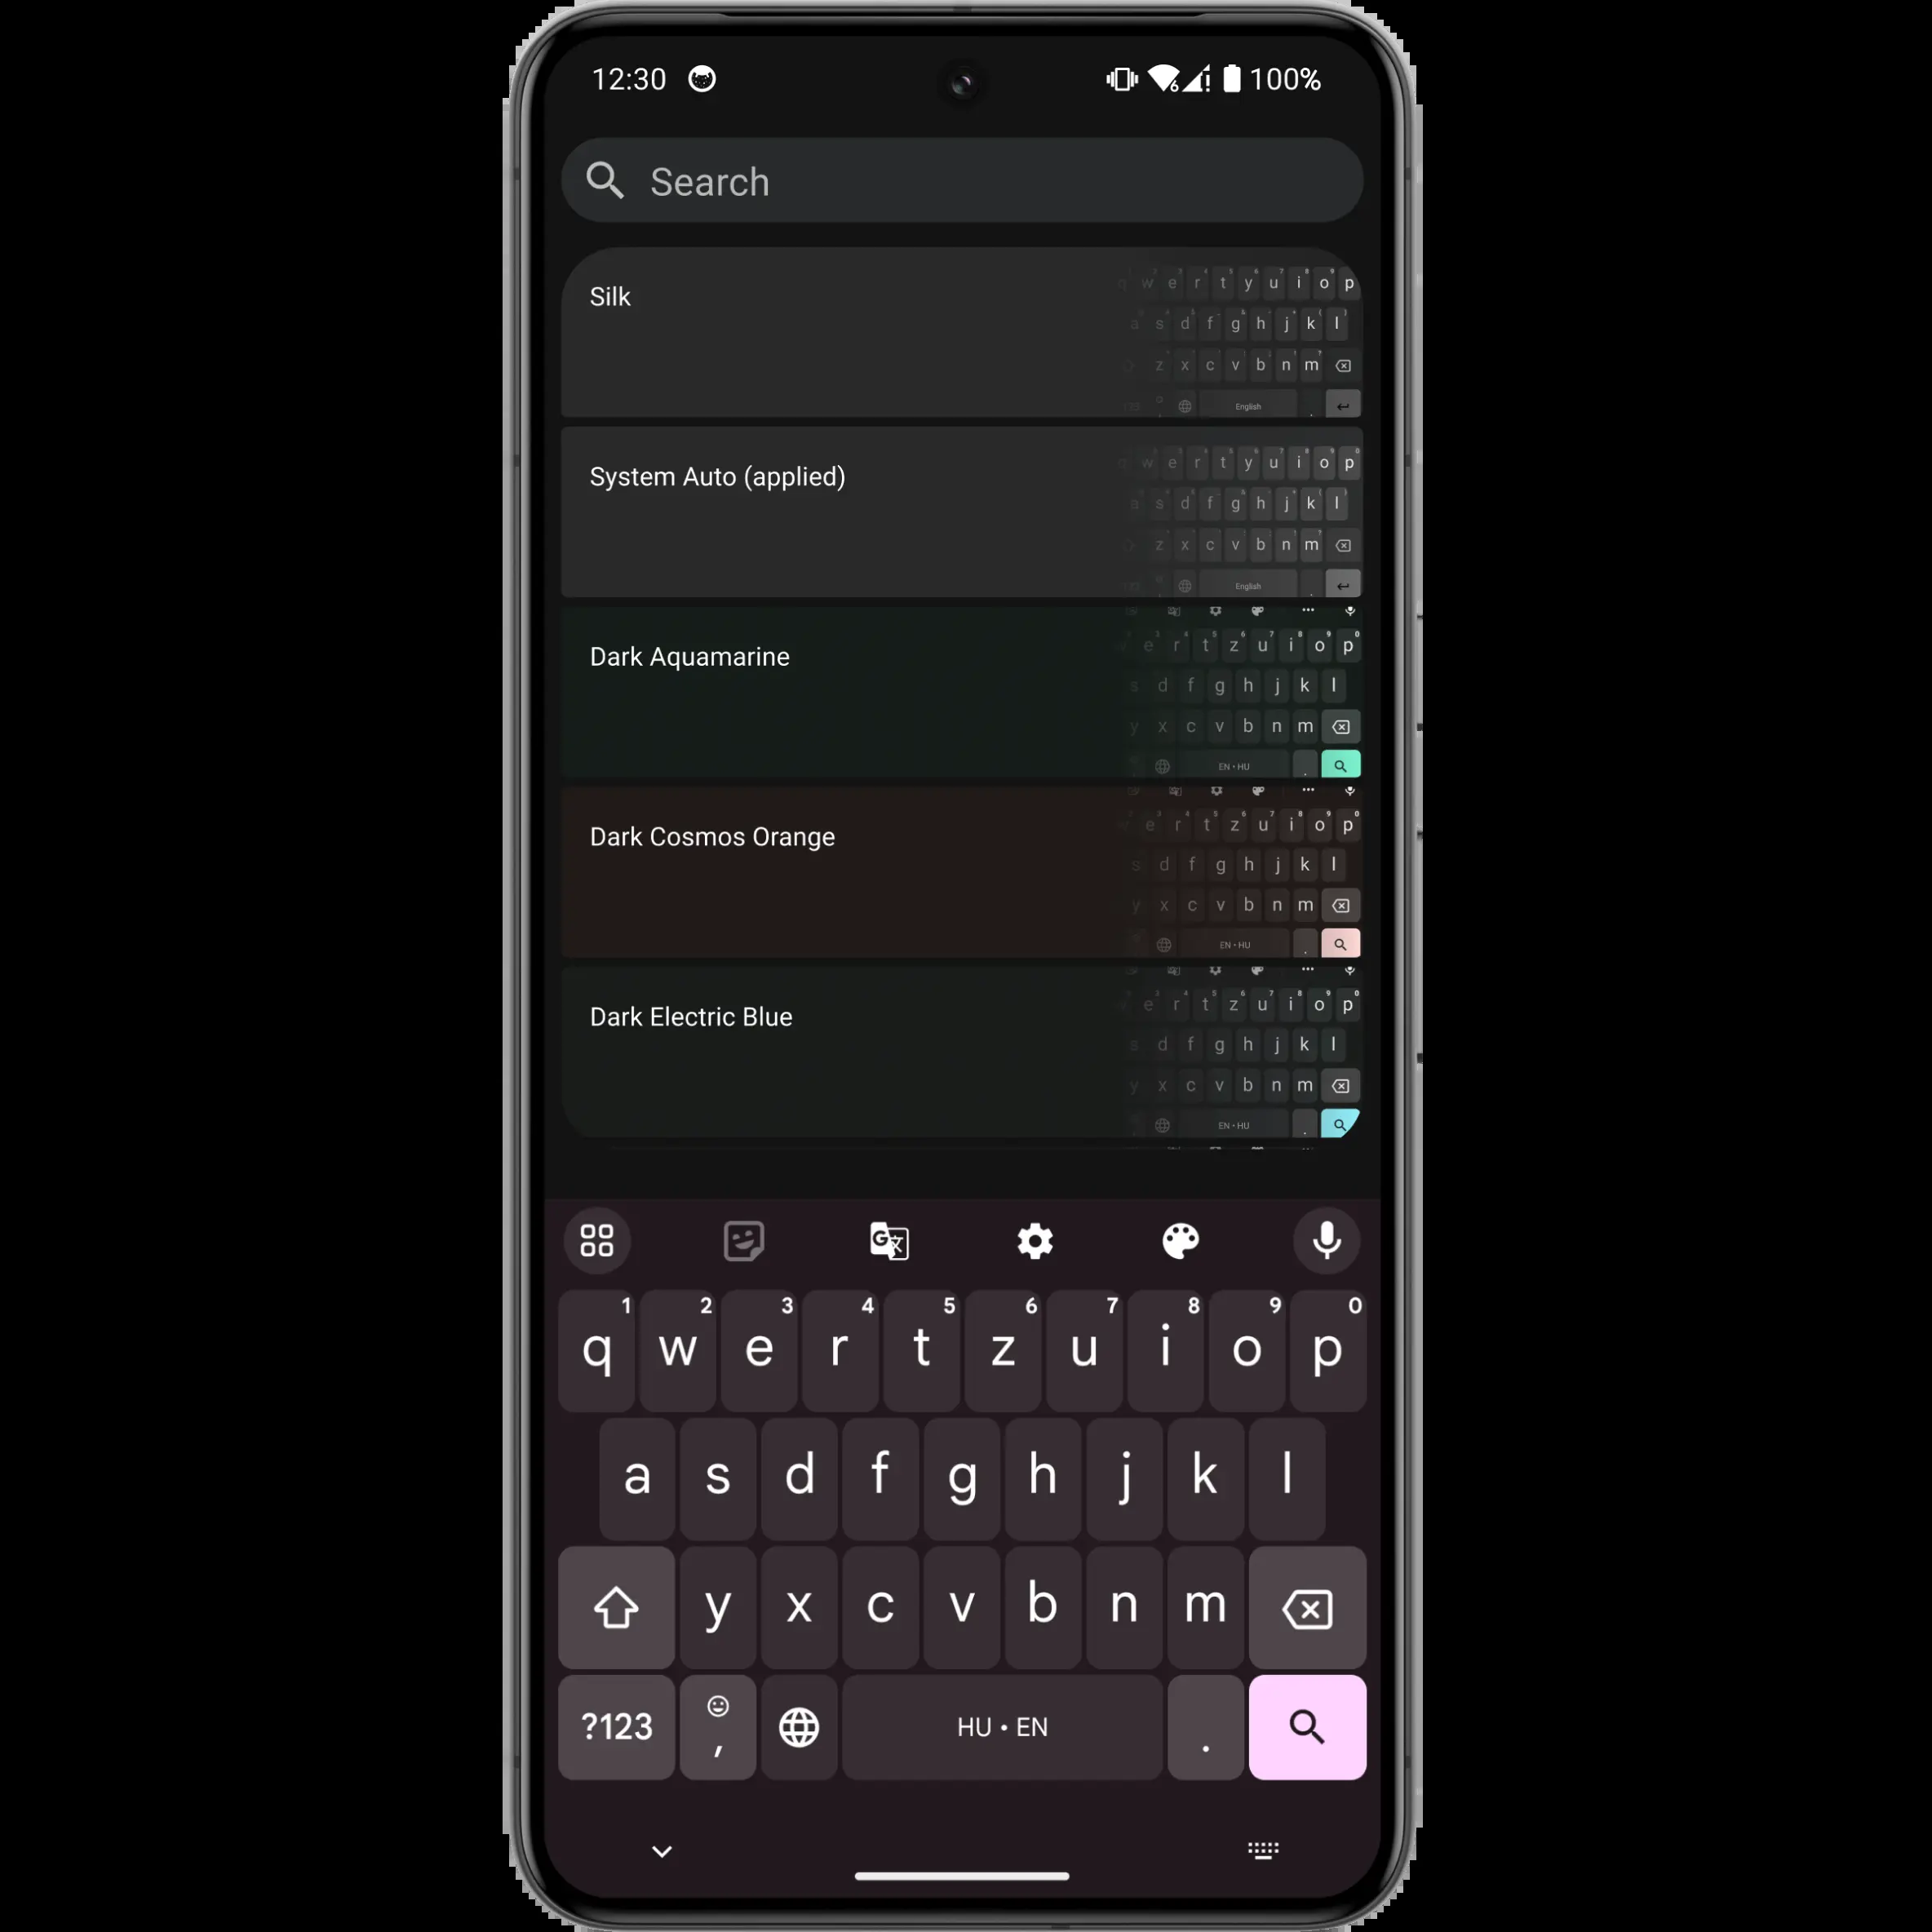 12:30 100%
Search
Silk
q w e r t y u i o p
a s d f g h j k l
z x c v b n m
English .
System Auto (applied)
w e r t y u i o p
a s d f g h j k l
z x c v b n m
English .
Dark Aquamarine
e r t z u i o p
s d f g h j k l
y x c v b n m
EN • HU .
Dark Cosmos Orange
e r t z u i o p
s d f g h j k l
y x c v b n m
EN • HU .
Dark Electric Blue
e r t z u i o p
s d f g h j k l
y x c v b n m
EN • HU .
1 2 3 4 5 6 7 8 9 0
q w e r t z u i o p
a s d f g h j k l
y x c v b n m
?123 , HU • EN .